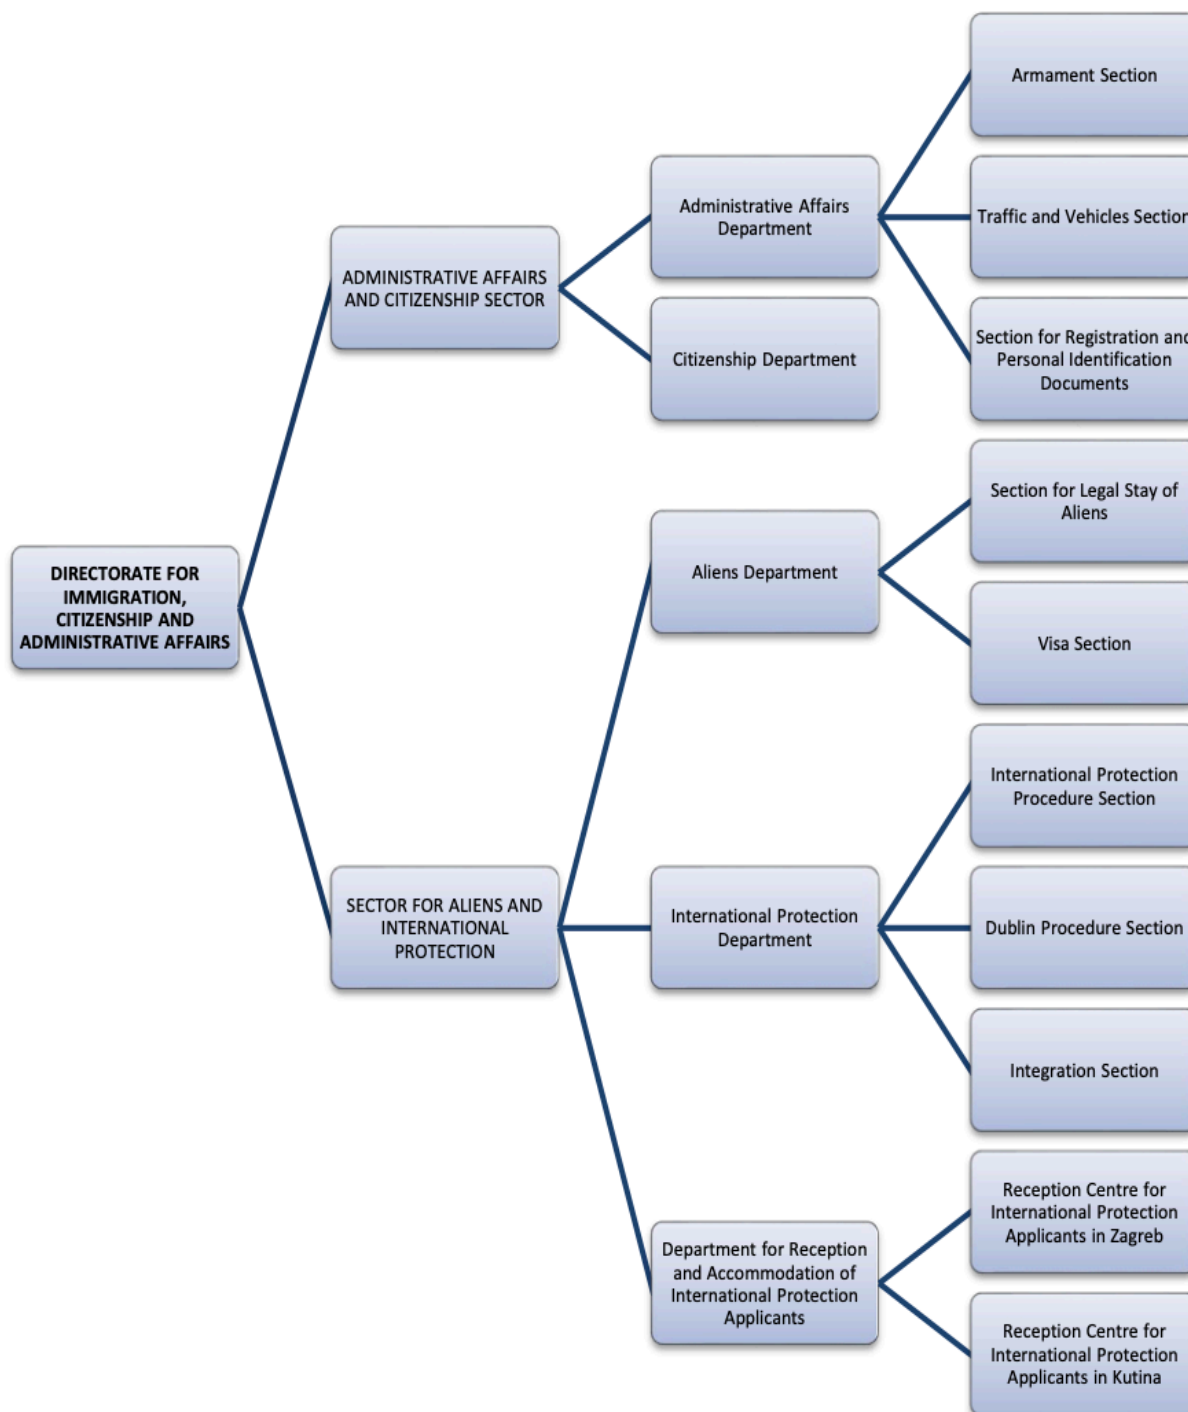 Armament Section
Administrative Affairs
Department
Traffic and Vehicles Section
ADMINISTRATIVE AFFAIRS
AND CITIZENSHIP SECTOR
Citizenship Department
Section for Registration and
Personal Identification
Documents
DIRECTORATE FOR
IMMIGRATION,
CITIZENSHIP AND
ADMINISTRATIVE AFFAIRS
Aliens Department
Section for Legal Stay of
Aliens
Visa Section
SECTOR FOR ALIENS AND
INTERNATIONAL
PROTECTION
International Protection
Department
International Protection
Procedure Section
Dublin Procedure Section
Integration Section
Department for Reception
and Accommodation of
International Protection
Applicants
Reception Centre for
International Protection
Applicants in Zagreb
Reception Centre for
International Protection
Applicants in Kutina